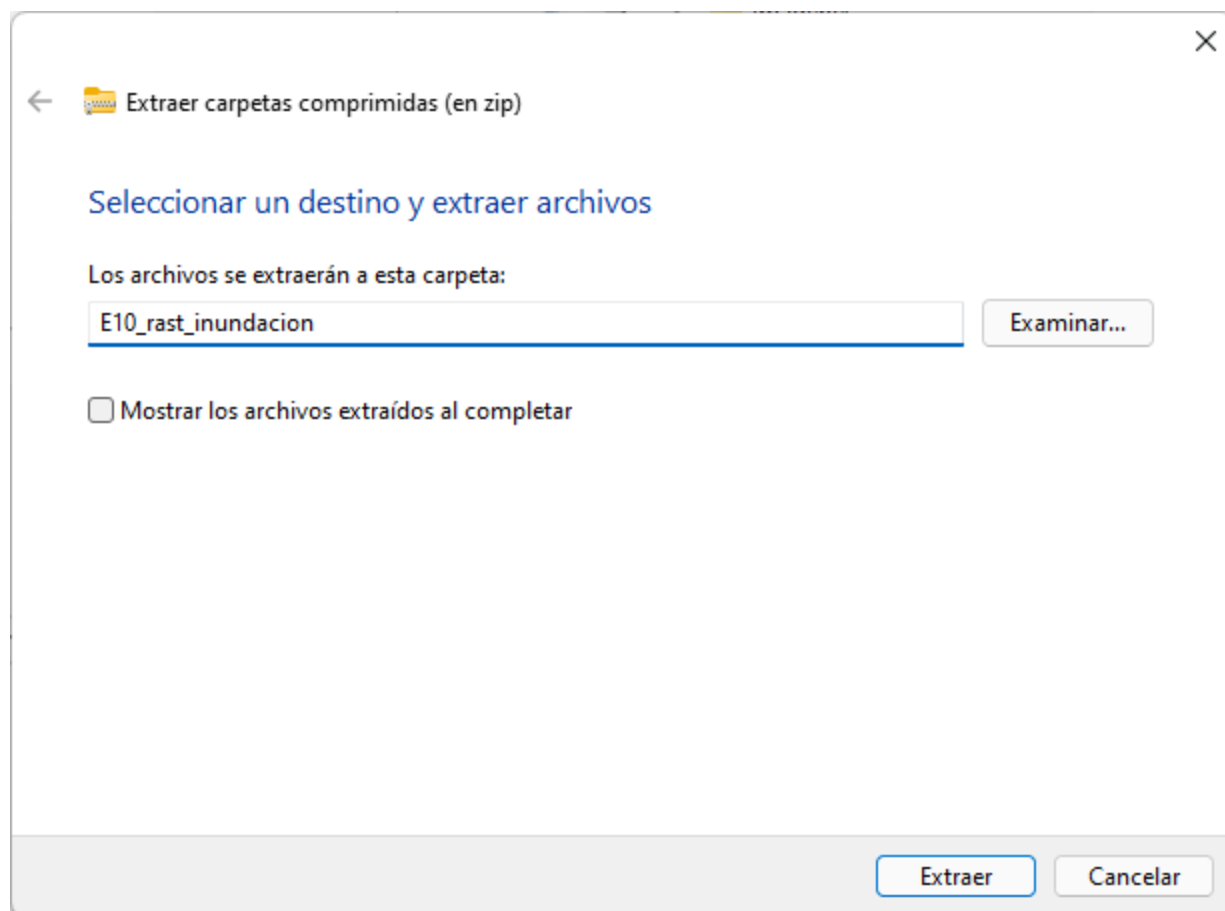 Extraer carpetas comprimidas (en zip)
Seleccionar un destino y extraer archivos
Los archivos se extraerán a esta carpeta:
E10_rast_inundacion
Examinar...
Mostrar los archivos extraídos al completar
Extraer
Cancelar